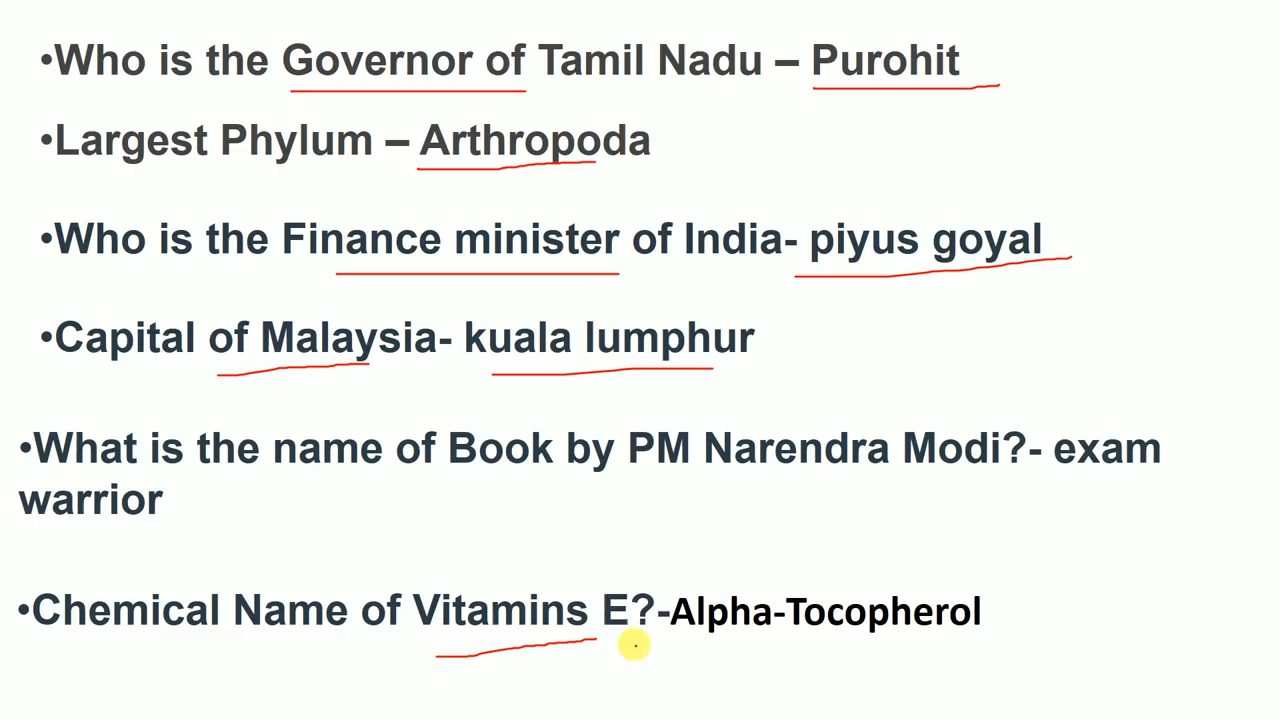 •Who is the Governor of Tamil Nadu – Purohit
•Largest Phylum – Arthropoda
•Who is the Finance minister of India- piyus goyal
•Capital of Malaysia- kuala lumphur
•What is the name of Book by PM Narendra Modi?- exam
warrior
•Chemical Name of Vitamins E?-Alpha-Tocopherol